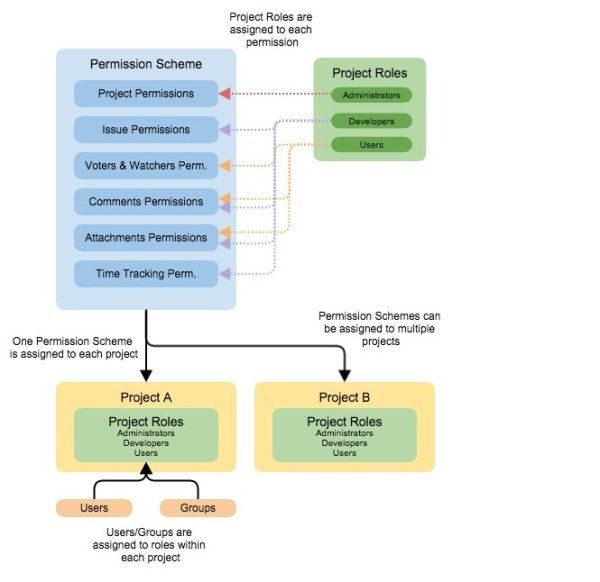 Project Roles are
assigned to each
permission
Permission Scheme
Project Permissions
Issue Permissions
Voters & Watchers Perm.
Comments Permissions
Attachments Permissions
Time Tracking Perm.
Project Roles
Administrators
Developers
Users
One Permission Scheme
is assigned to each project
Permission Schemes can
be assigned to multiple
projects
Project A
Project Roles
Administrators
Developers
Users
Project B
Project Roles
Administrators
Developers
Users
Users
Groups
Users/Groups are
assigned to roles within
each project